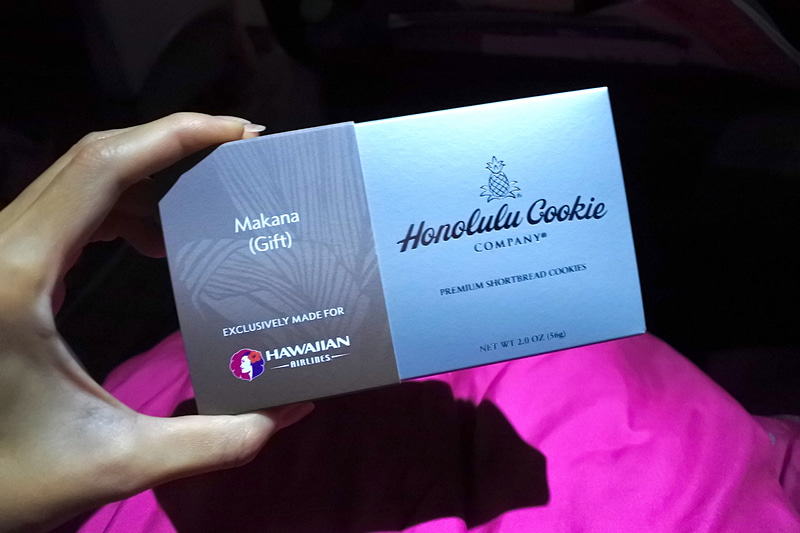 Makana
(Gift)
EXCLUSIVELY MADE FOR
HAWAIIAN
AIRLINES
Honolulu Cookie
COMPANY®
PREMIUM SHORTBREAD COOKIES
NET WT 2.0 OZ (56g)